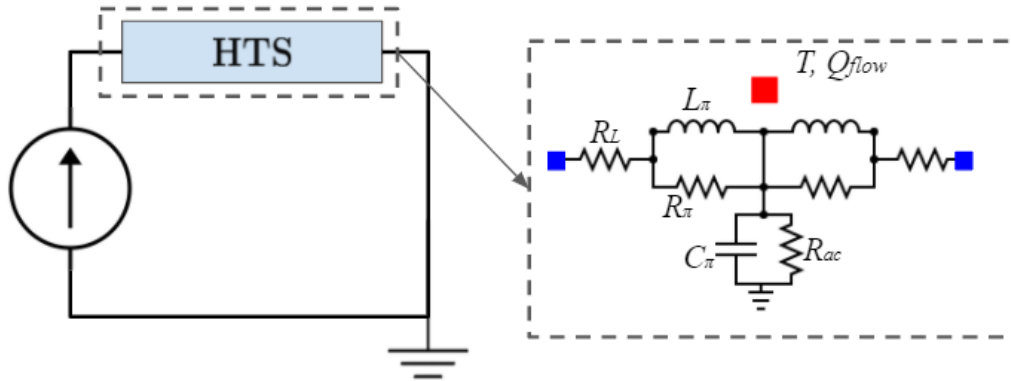 HTS
T, Qflow
Lπ
RL
Rπ
Cπ
Rac